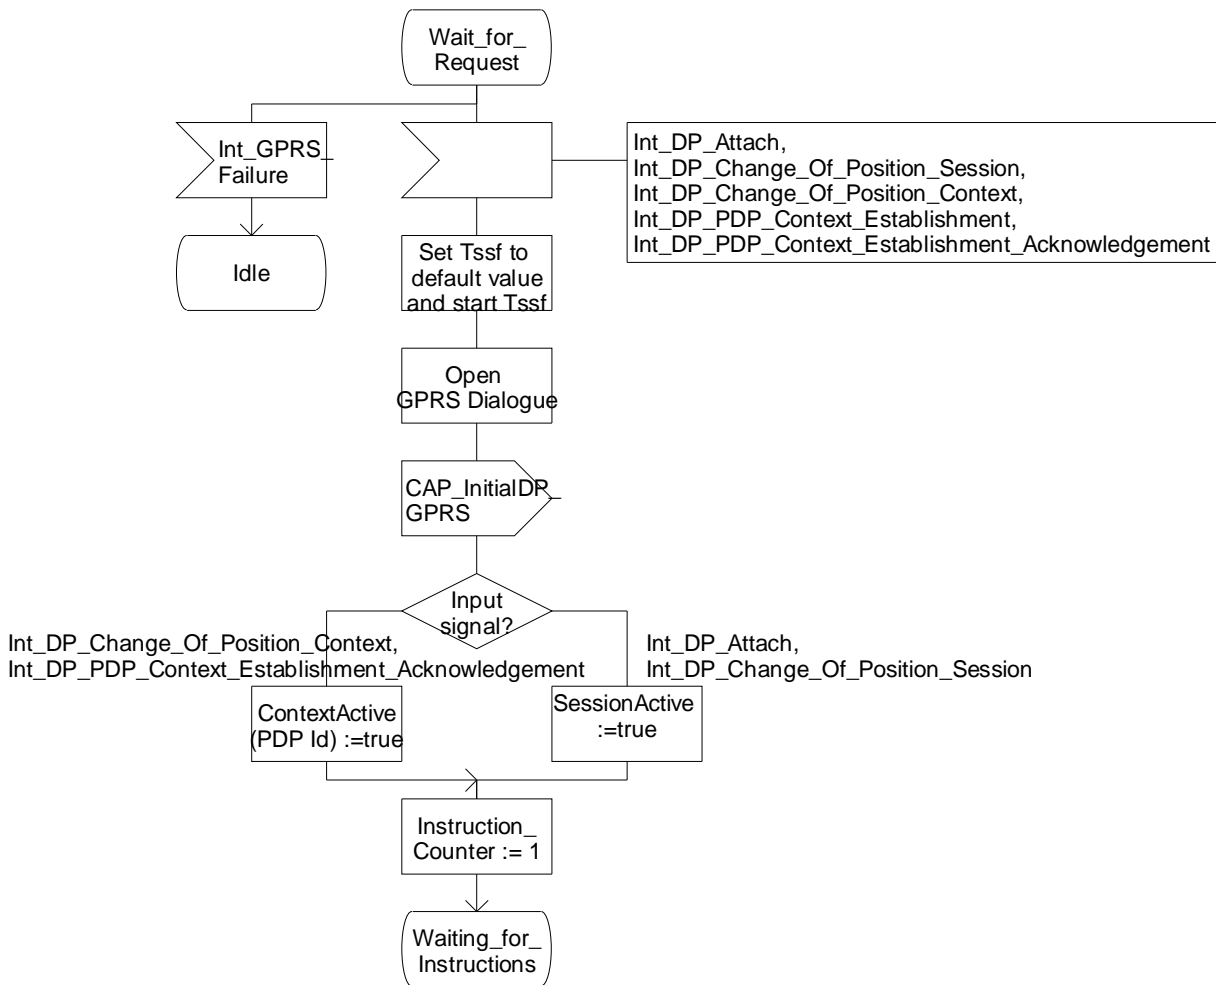 Wait_for_
Request
Int_GPRS_
Failure
Int_DP_Attach,
Int_DP_Change_Of_Position_Session,
Int_DP_Change_Of_Position_Context,
Int_DP_PDP_Context_Establishment,
Int_DP_PDP_Context_Establishment_Acknowledgement
Idle
Set Tssf to
default value
and start Tssf
Open
GPRS Dialogue
CAP_InitialDP_
GPRS
Input
signal?
Int_DP_Change_Of_Position_Context,
Int_DP_PDP_Context_Establishment_Acknowledgement
Int_DP_Attach,
Int_DP_Change_Of_Position_Session
ContextActive
(PDP Id) :=true
SessionActive
:=true
Instruction_
Counter := 1
Waiting_for_
Instructions